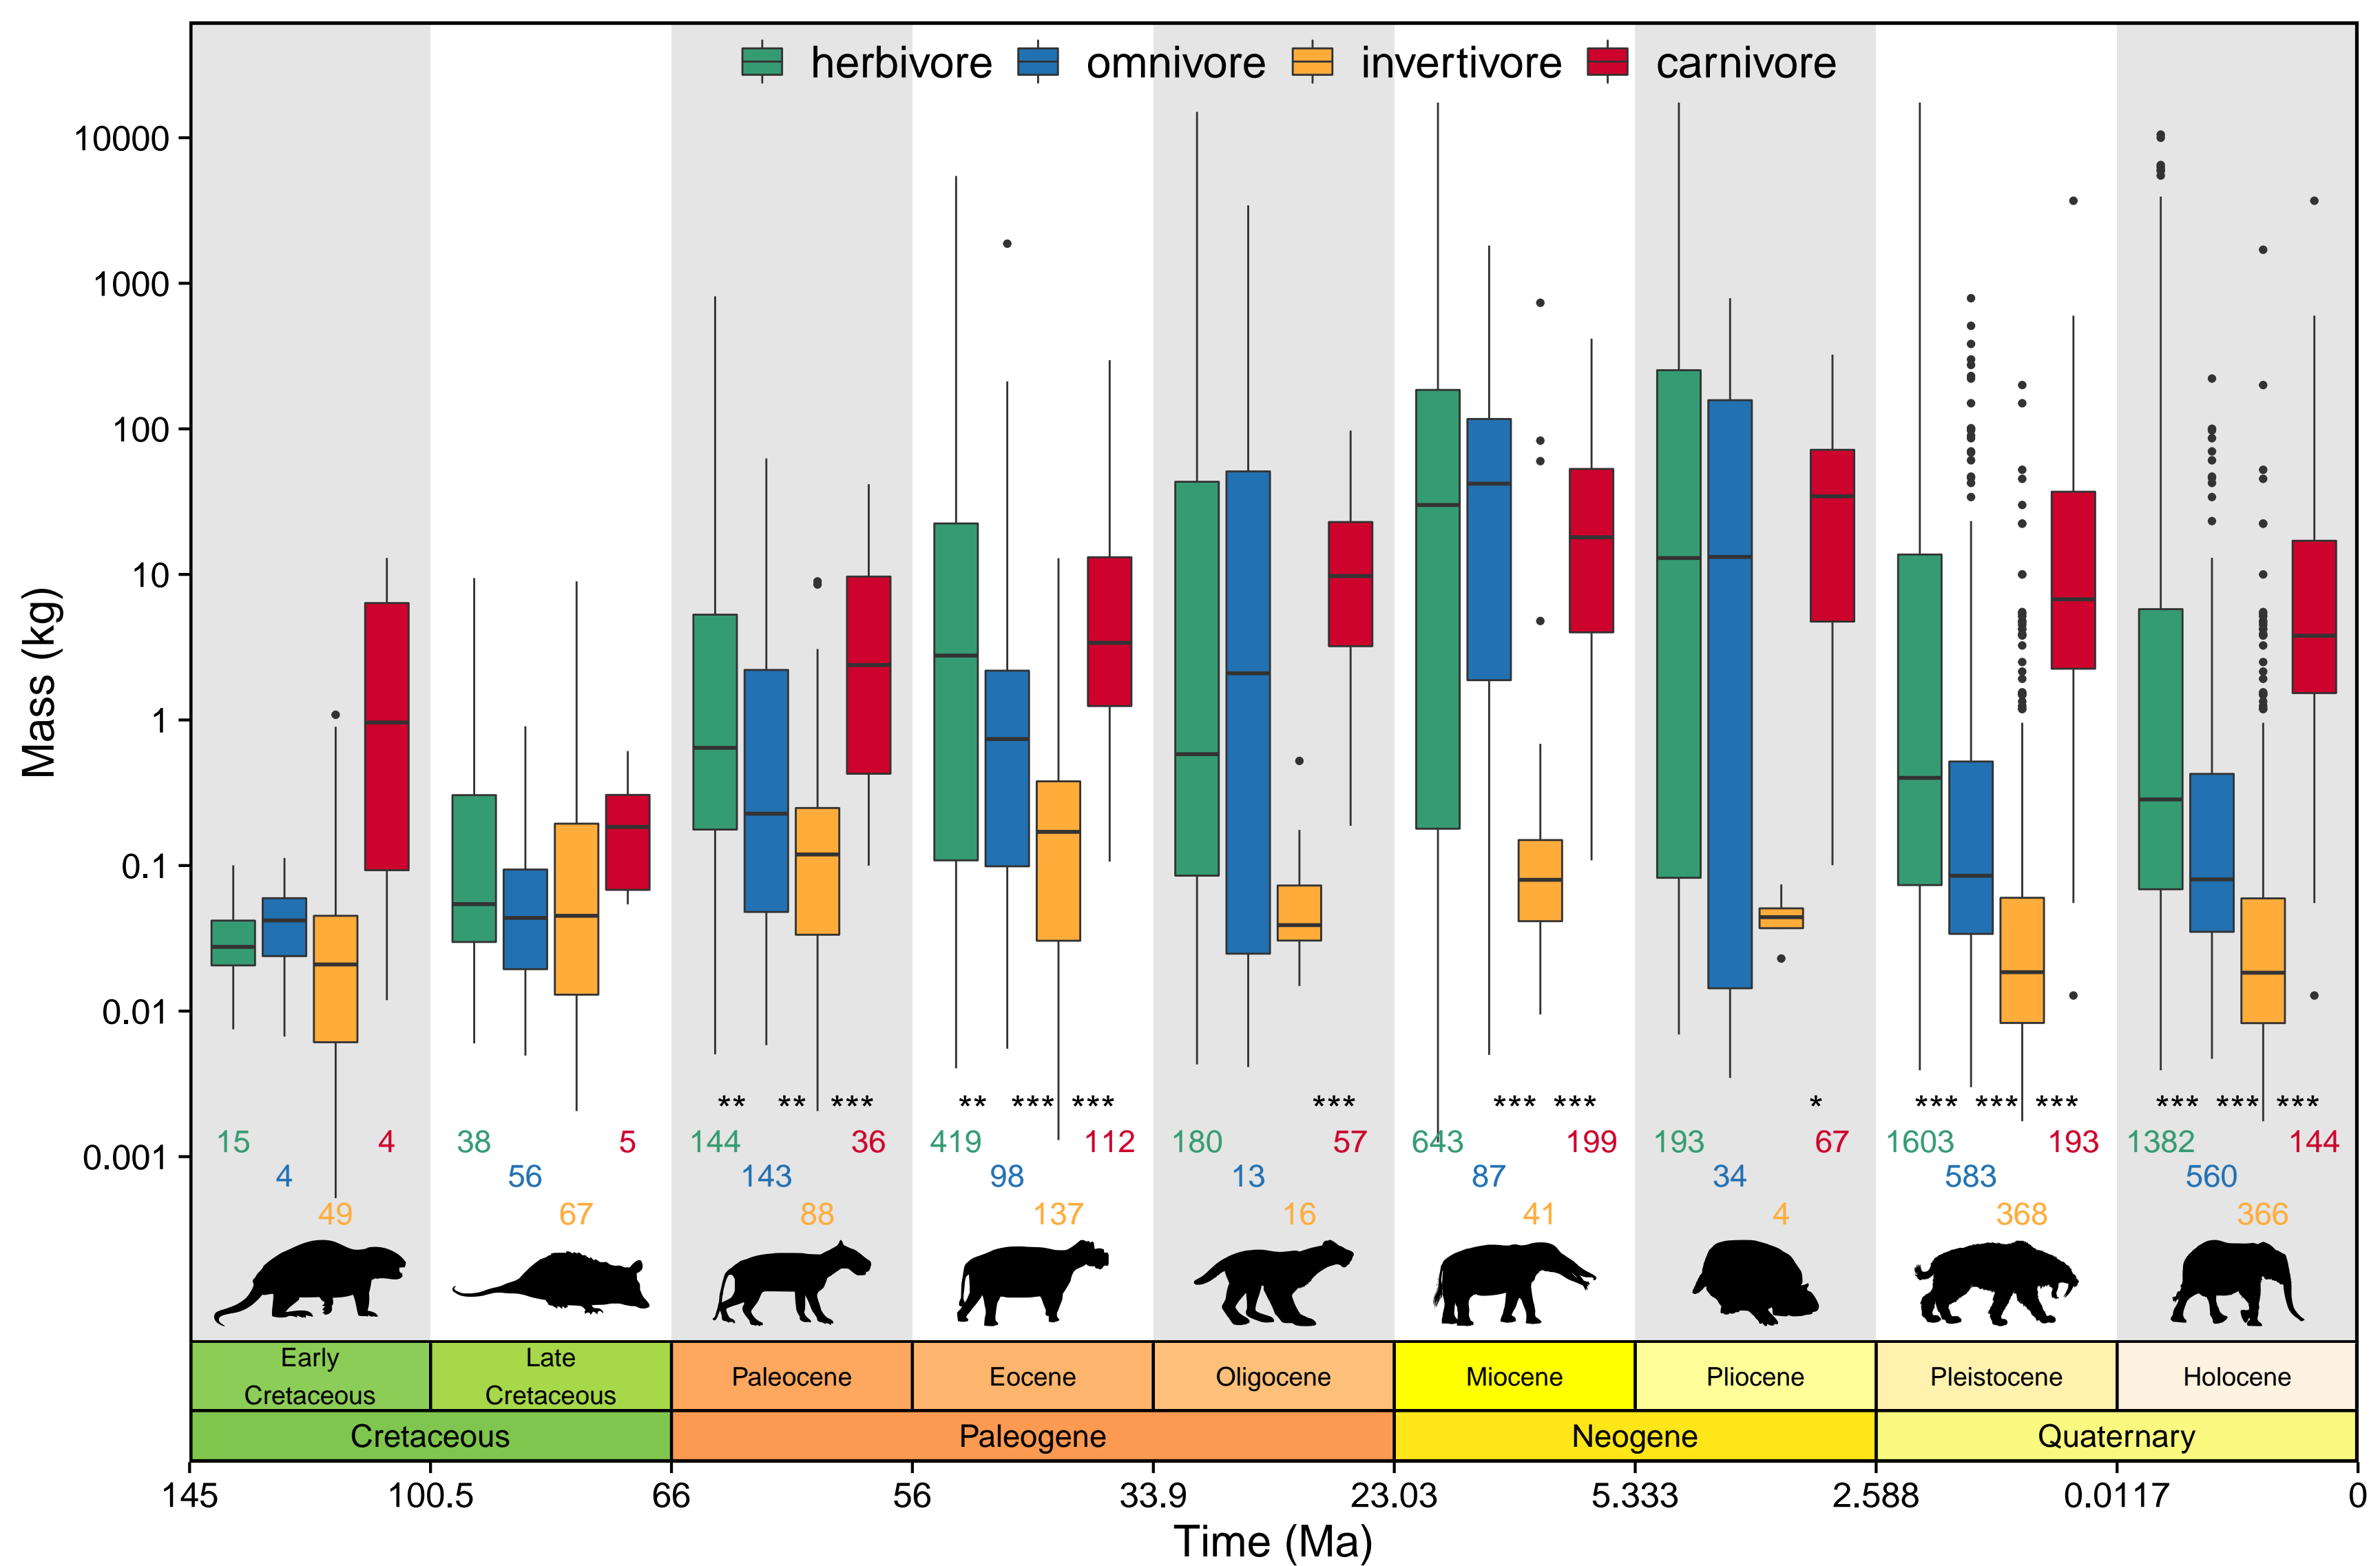 herbivore omnivore invertivore carnivore
10000
1000
100
10
1
0.1
0.01
0.001
Mass (kg)
** ** *** ** *** *** *** *** *** * *** *** *** *** *** ***
15 4 38 5 144 36 419 112 180 57 643 199 193 67 1603 193 1382 144
4 56 143 98 13 87 34 583 560
49 67 88 137 16 41 4 368 366
Early
Cretaceous
Late
Cretaceous
Paleocene
Eocene
Oligocene
Miocene
Pliocene
Pleistocene
Holocene
Cretaceous
Paleogene
Neogene
Quaternary
145 100.5 66 56 33.9 23.03 5.333 2.588 0.0117 0
Time (Ma)